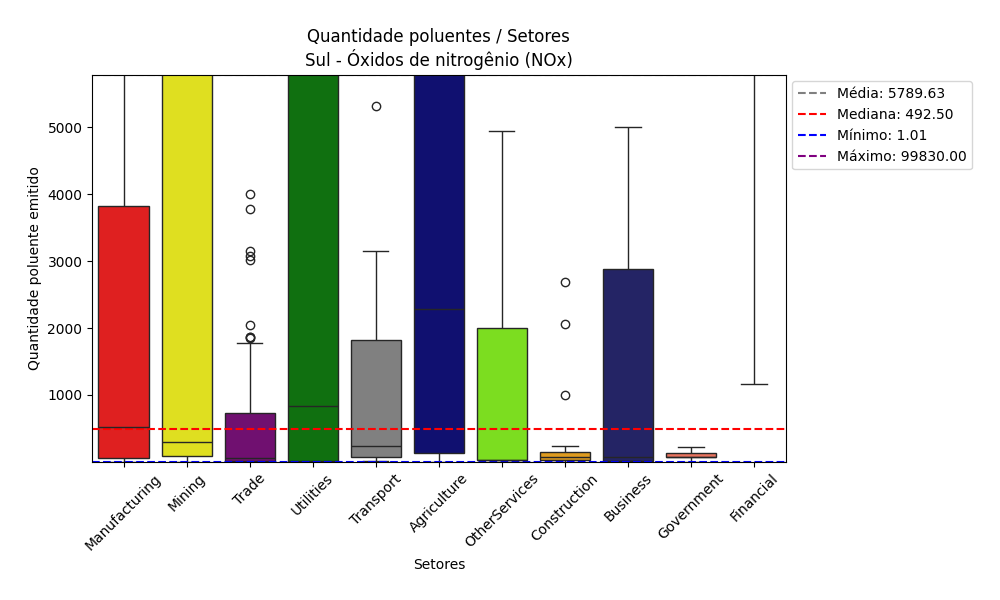 Quantidade poluentes / Setores
Sul - Óxidos de nitrogênio (NOx)
Média: 5789.63
Mediana: 492.50
Mínimo: 1.01
Máximo: 99830.00
Quantidade poluente emitido
5000
4000
3000
2000
1000
Manufacturing
Mining
Trade
Utilities
Transport
Agriculture
OtherServices
Construction
Business
Government
Financial
Setores